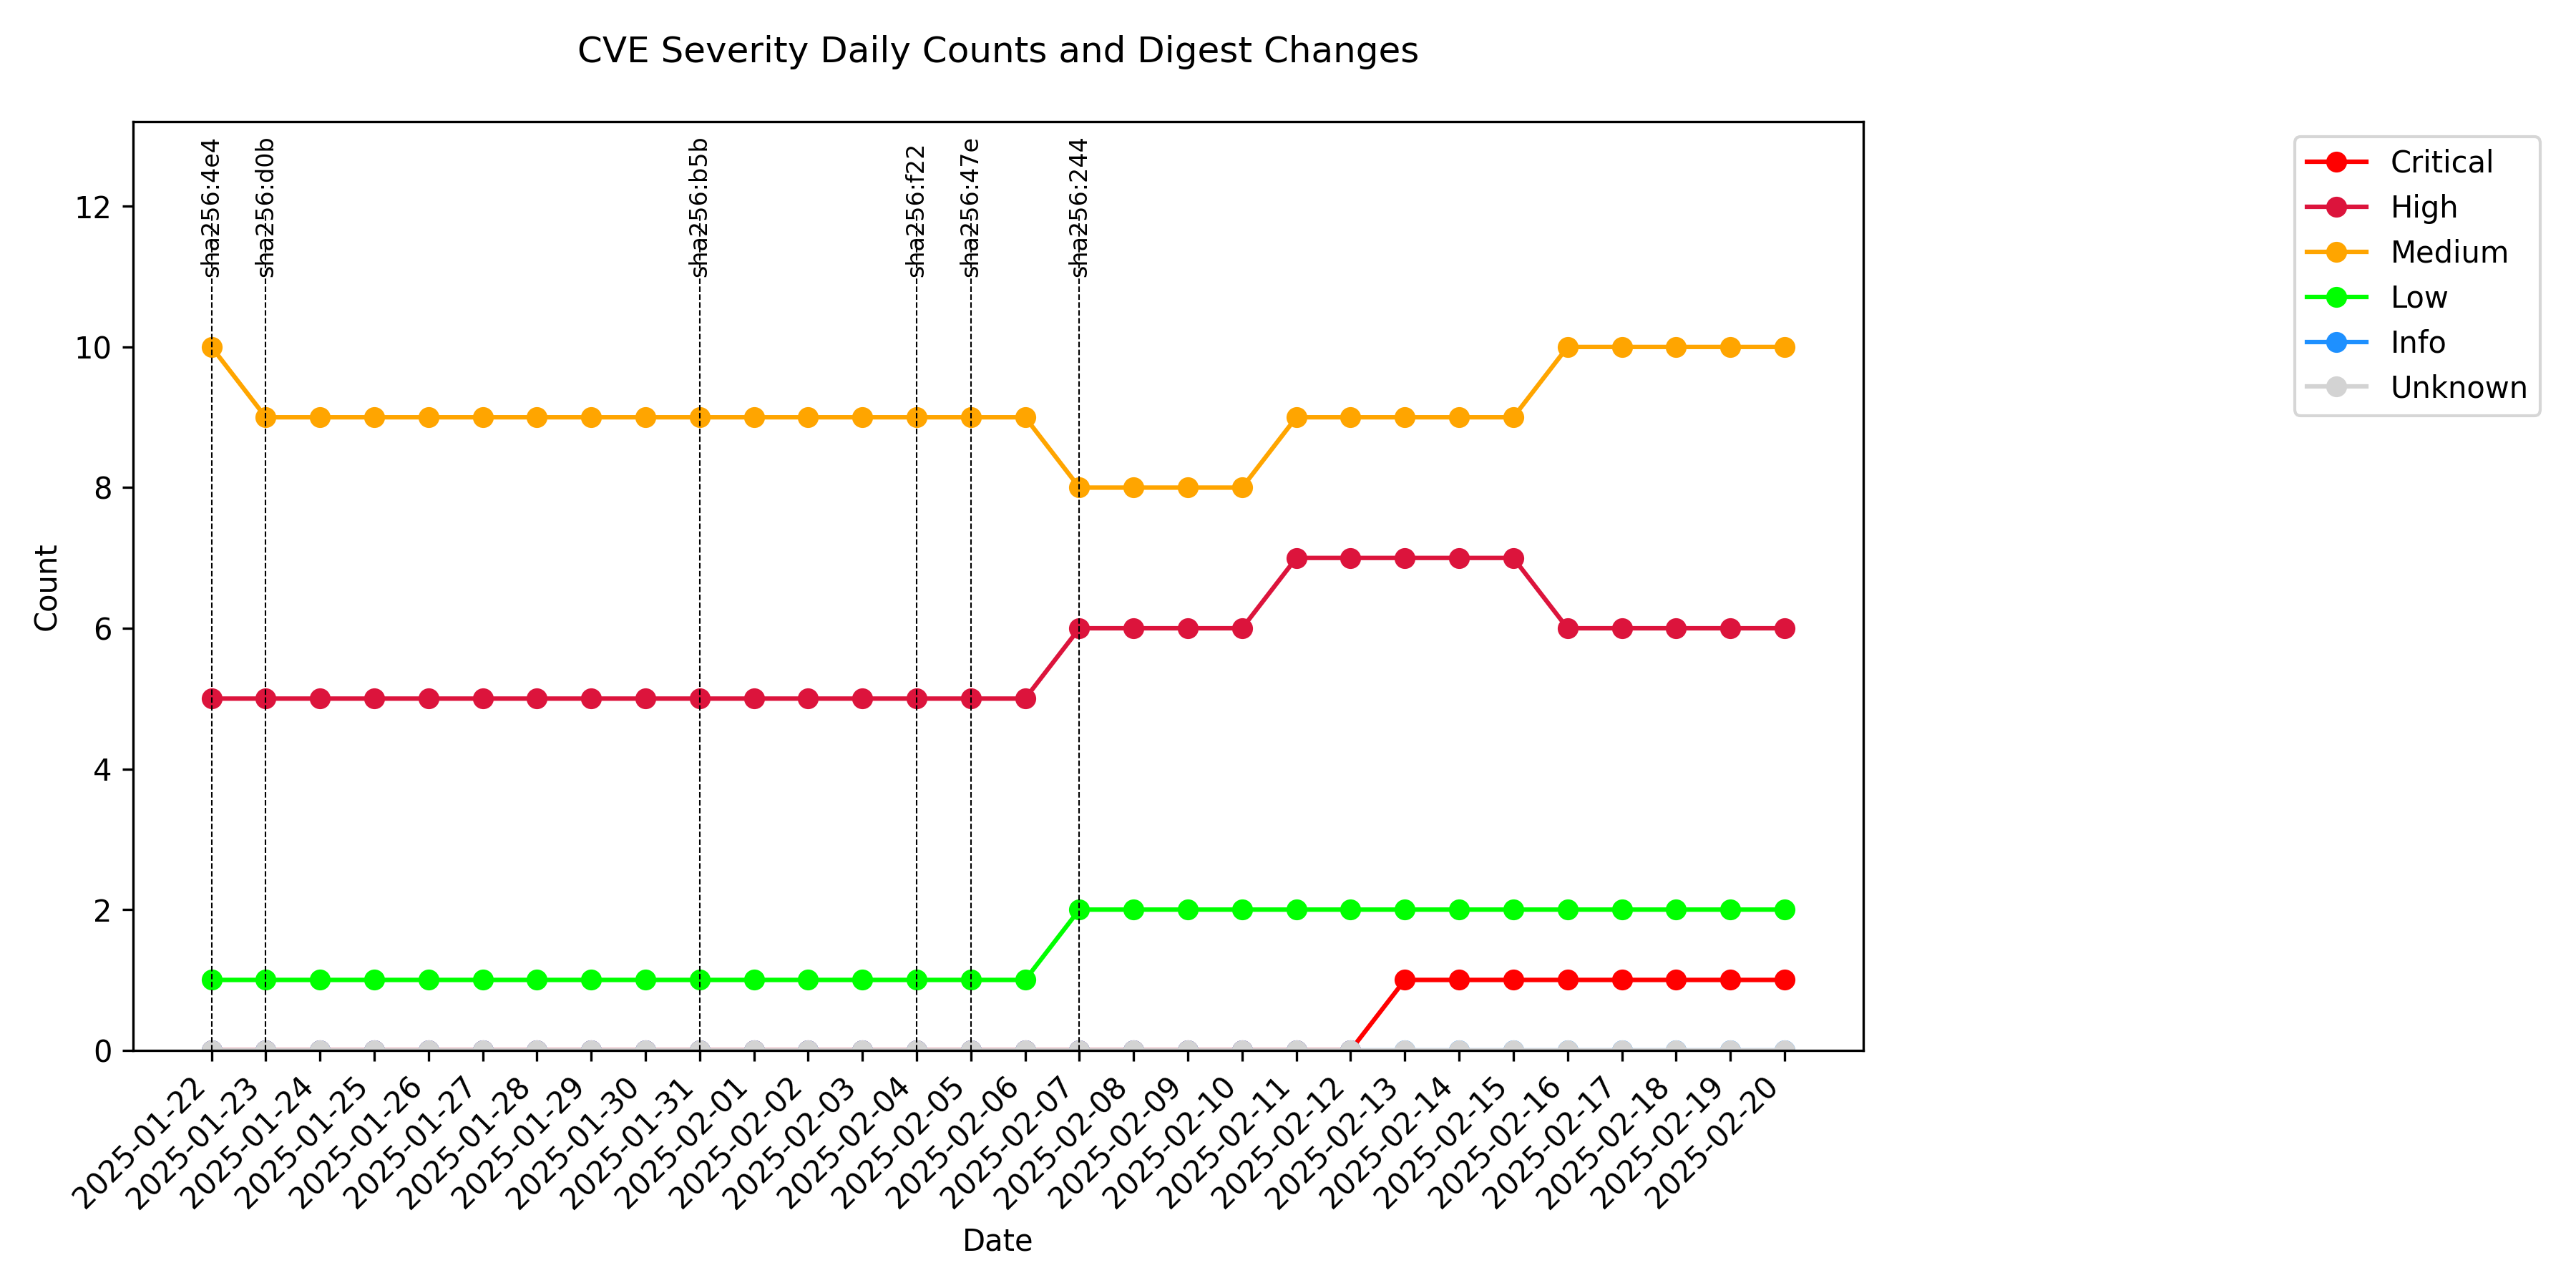 CVE Severity Daily Counts and Digest Changes
sha256:4e4
sha256:d0b
sha256:b5b
sha256:f22
sha256:47e
sha256:244
Critical
High
Medium
Low
Info
Unknown
12
10
8
6
4
2
0
Count
2025-01-22
2025-01-23
2025-01-24
2025-01-25
2025-01-26
2025-01-27
2025-01-28
2025-01-29
2025-01-30
2025-01-31
2025-02-01
2025-02-02
2025-02-03
2025-02-04
2025-02-05
2025-02-06
2025-02-07
2025-02-08
2025-02-09
2025-02-10
2025-02-11
2025-02-12
2025-02-13
2025-02-14
2025-02-15
2025-02-16
2025-02-17
2025-02-18
2025-02-19
2025-02-20
Date